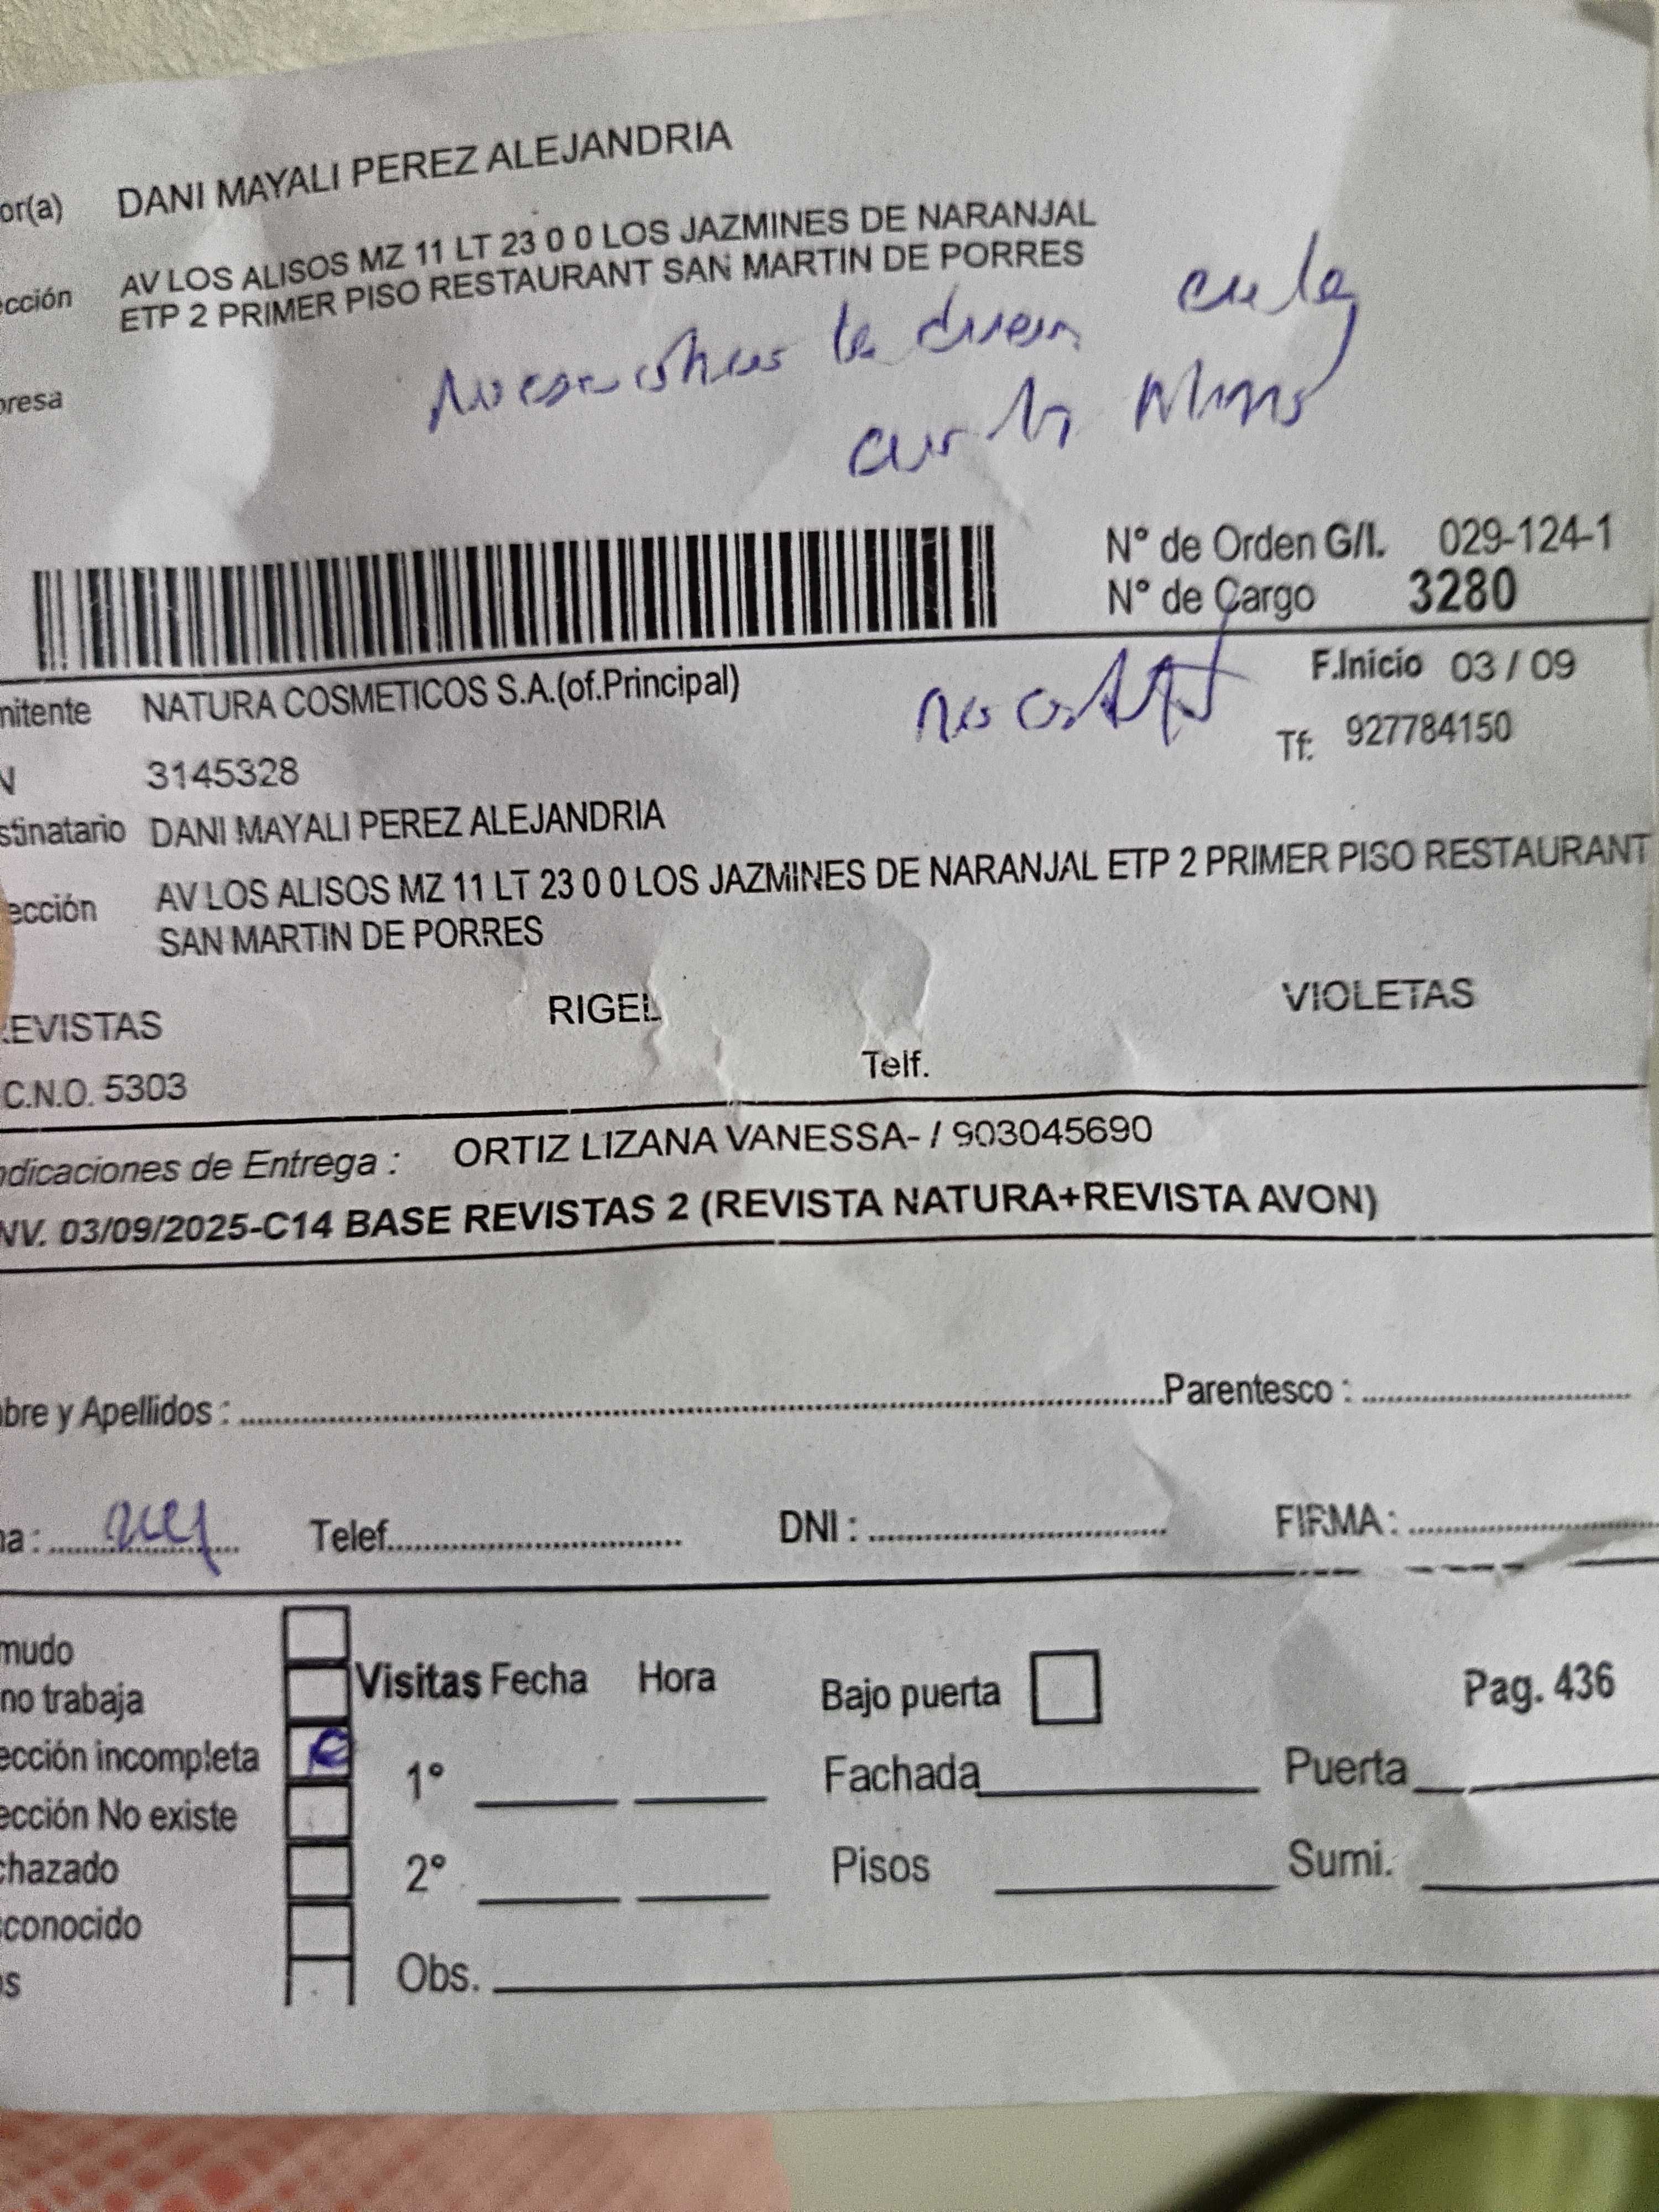 or(a) DANI MAYALI PEREZ ALEJANDRIA
ección AV LOS ALISOS MZ 11 LT 23 0 0 LOS JAZMINES DE NARANJAL
ETP 2 PRIMER PISO RESTAURANT SAN MARTIN DE PORRES
presa
N° de Orden G/I. 029-124-1
N° de Cargo 3280
mitente NATURA COSMETICOS S.A.(of.Principal)
F.Inicio 03 / 09
Tf: 927784150
N 3145328
stinatario DANI MAYALI PEREZ ALEJANDRIA
ección AV LOS ALISOS MZ 11 LT 23 0 0 LOS JAZMINES DE NARANJAL ETP 2 PRIMER PISO RESTAURANT
SAN MARTIN DE PORRES
REVISTAS RIGEL VIOLETAS
C.N.O. 5303 Telf.
ndicaciones de Entrega : ORTIZ LIZANA VANESSA- / 903045690
NV. 03/09/2025-C14 BASE REVISTAS 2 (REVISTA NATURA+REVISTA AVON)
bre y Apellidos : Parentesco :
ha : Telef. DNI : FIRMA :
mudo
no trabaja Visitas Fecha Hora Bajo puerta Pag. 436
ección incompleta 1° Fachada Puerta
ección No existe
chazado 2° Pisos Sumi.
conocido
os Obs.